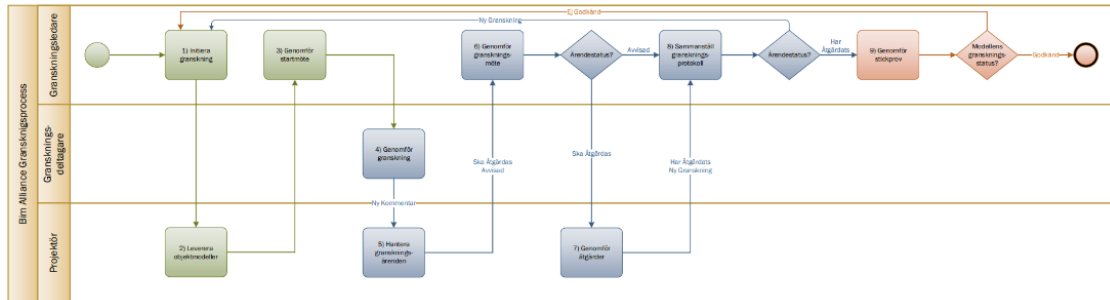 Bim Alliance Gransknigsprocess
Granskningsledare
Gransknings-
deltagare
Projektör
Ej Godkänd
Ny Granskning
1) Initiera
granskning
3) Genomför
startmöte
6) Genomför
gransknings-
möte
Ärendestatus?
Avvisad
8) Sammanställ
gransknings-
protokoll
Ärendestatus?
Har
Åtgärdats
9) Genomför
stickprov
Modellens
gransknings-
status?
Godkänd
4) Genomför
granskning
Ska Åtgärdas
Avvisad
Ska Åtgärdas
Har Åtgärdats
Ny Granskning
Ny Kommentar
2) Leverera
objektmodeller
5) Hantera
gransknings-
ärenden
7) Genomför
åtgärder